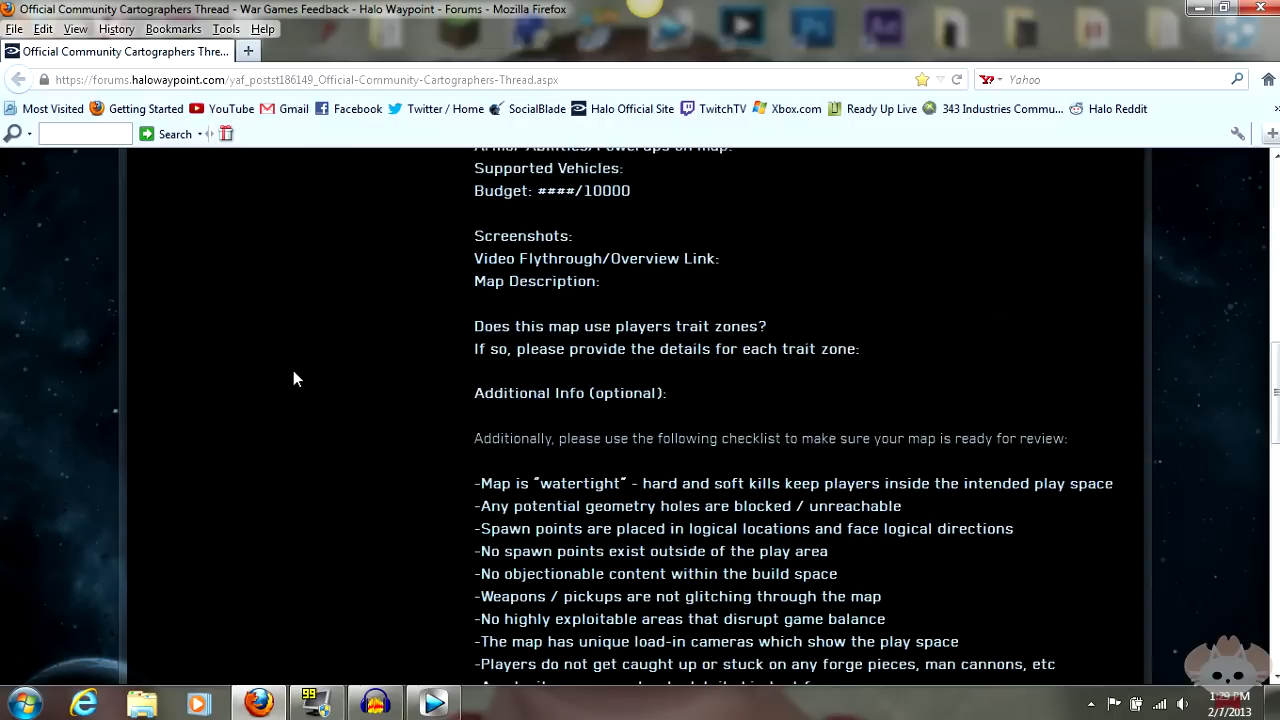 Official Community Cartographers Thread - War Games Feedback - Halo Waypoint - Forums - Mozilla Firefox
File Edit View History Bookmarks Tools Help
Official Community Cartographers Thre...
https://forums.halowaypoint.com/yaf_postst186149_Official-Community-Cartographers-Thread.aspx
Yahoo
Most Visited Getting Started YouTube Gmail Facebook Twitter / Home SocialBlade Halo Official Site TwitchTV Xbox.com Ready Up Live 343 Industries Commu... Halo Reddit
Search
Supported Vehicles:
Budget: ####/10000
Screenshots:
Video Flythrough/Overview Link:
Map Description:
Does this map use players trait zones?
If so, please provide the details for each trait zone:
Additional Info (optional):
Additionally, please use the following checklist to make sure your map is ready for review:
-Map is "watertight" - hard and soft kills keep players inside the intended play space
-Any potential geometry holes are blocked / unreachable
-Spawn points are placed in logical locations and face logical directions
-No spawn points exist outside of the play area
-No objectionable content within the build space
-Weapons / pickups are not glitching through the map
-No highly exploitable areas that disrupt game balance
-The map has unique load-in cameras which show the play space
-Players do not get caught up or stuck on any forge pieces, man cannons, etc
99
1:29 PM
2/7/2013